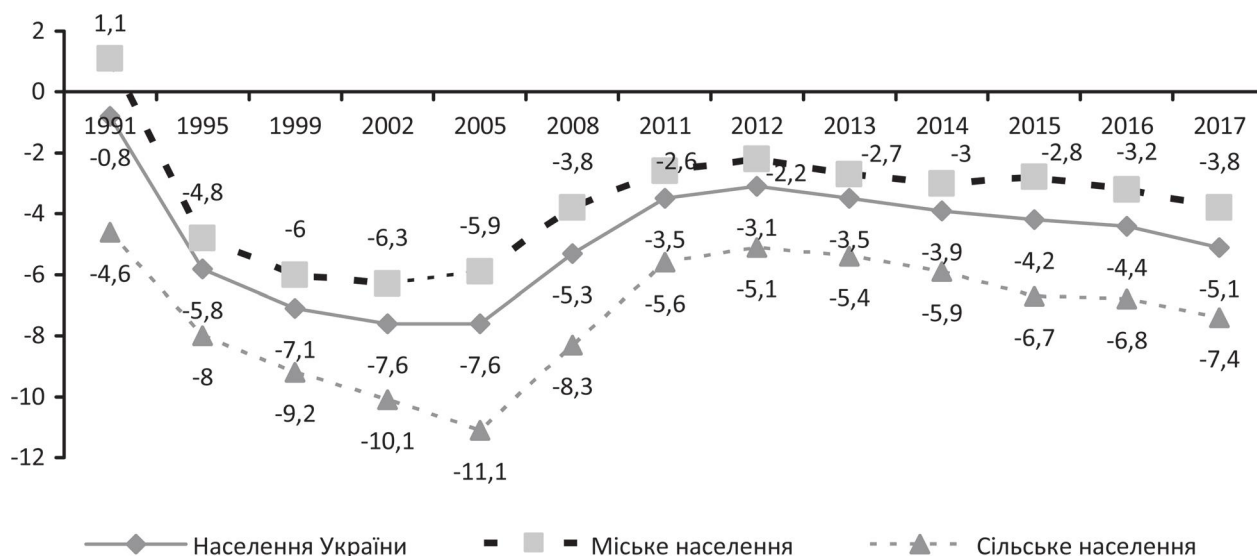 2
1,1
0
1991 1995 1999 2002 2005 2008 2011 2012 2013 2014 2015 2016 2017
-0,8 -3,8 -2,6 -2,2 -2,7 -3 -2,8 -3,2 -3,8
-2
-4,8 -6 -6,3 -5,9
-4
-4,6 -5,8 -5,3 -3,5 -3,1 -3,5 -3,9 -4,2 -4,4 -5,1
-6
-7,1 -7,6 -7,6 -5,6 -5,1 -5,4 -5,9 -6,7 -6,8 -7,4
-8
-8 -9,2 -10,1 -11,1 -8,3
-10
-12
Населення України Міське населення Сільське населення